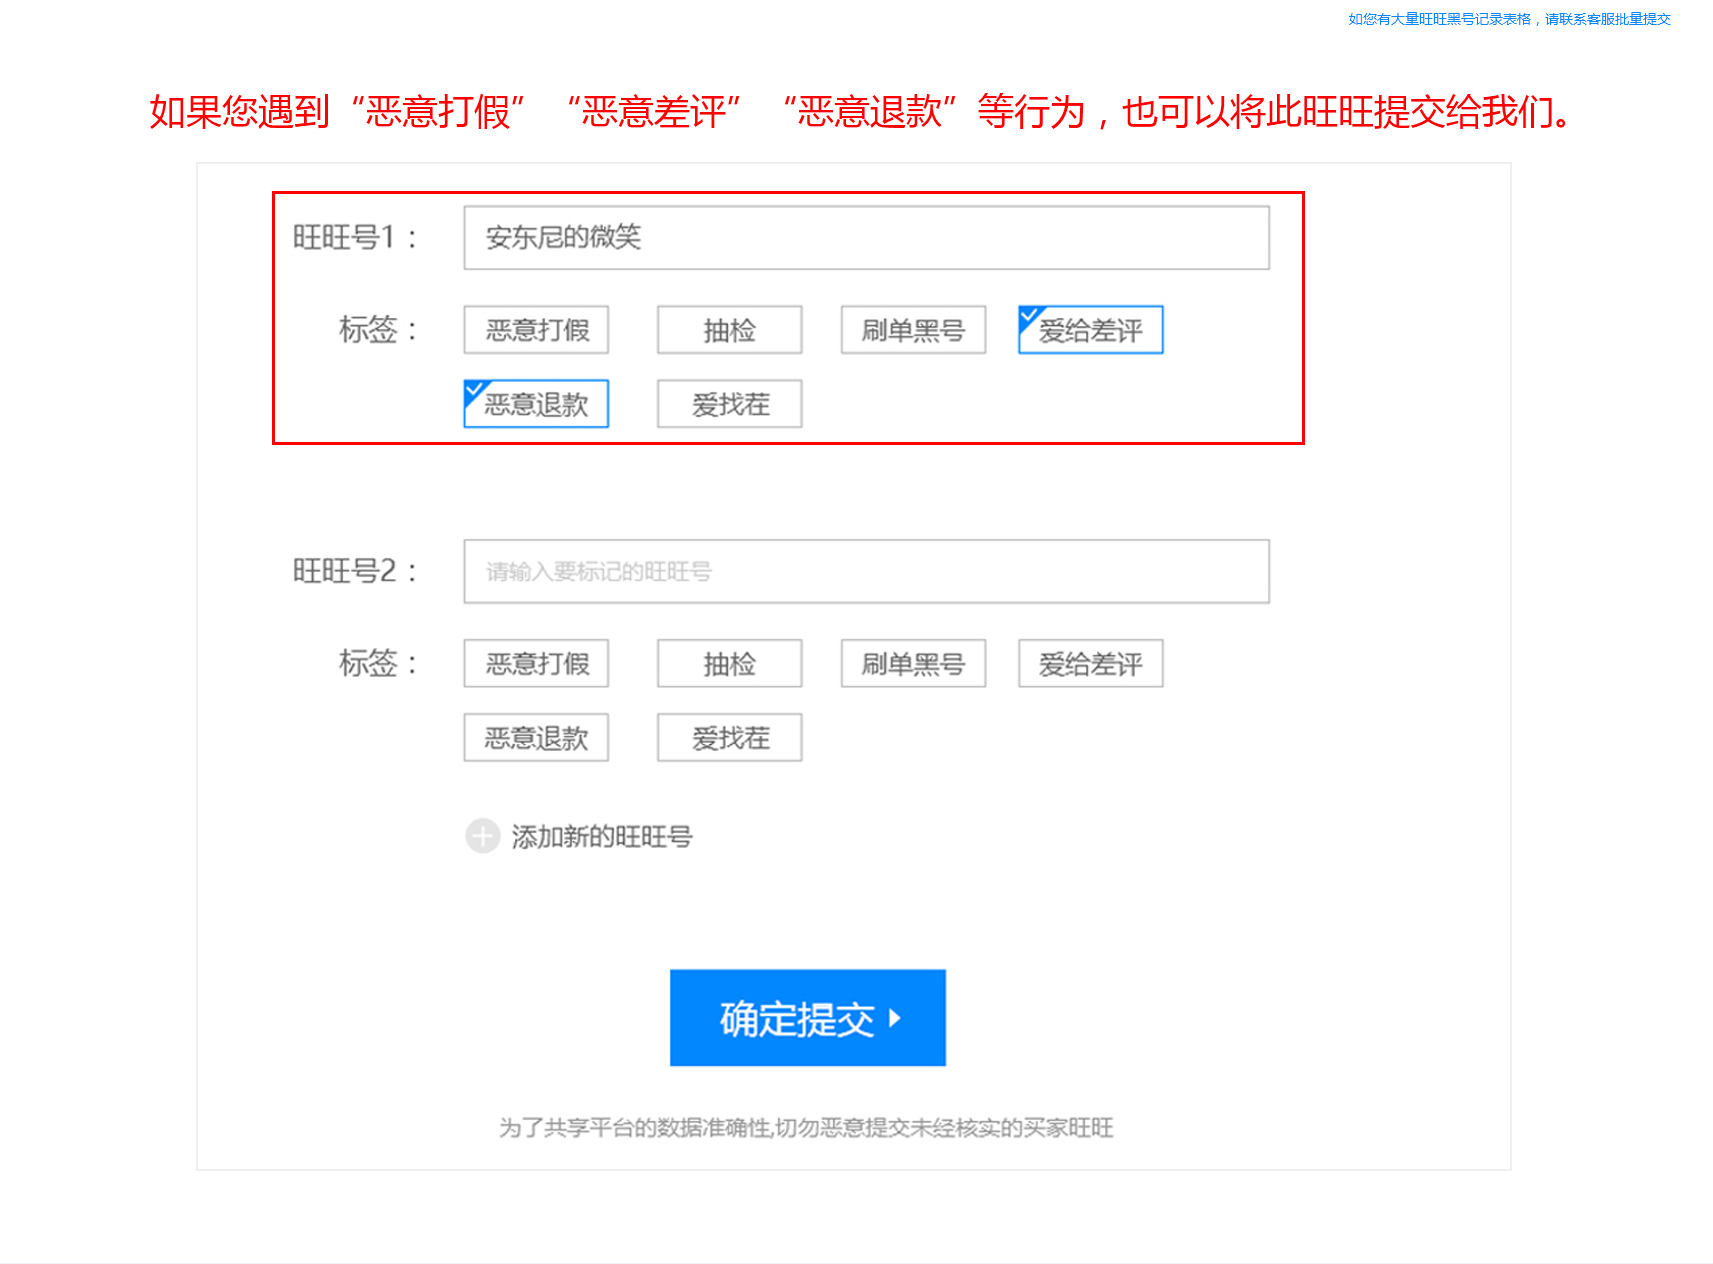 如您有大量旺旺黑号记录表格，请联系客服批量提交
如果您遇到“恶意打假”“恶意差评”“恶意退款”等行为，也可以将此旺旺提交给我们。
旺旺号1： 安东尼的微笑
标签： 恶意打假 抽检 刷单黑号 爱给差评
恶意退款 爱找茬
旺旺号2： 请输入要标记的旺旺号
标签： 恶意打假 抽检 刷单黑号 爱给差评
恶意退款 爱找茬
添加新的旺旺号
确定提交
为了共享平台的数据准确性,切勿恶意提交未经核实的买家旺旺